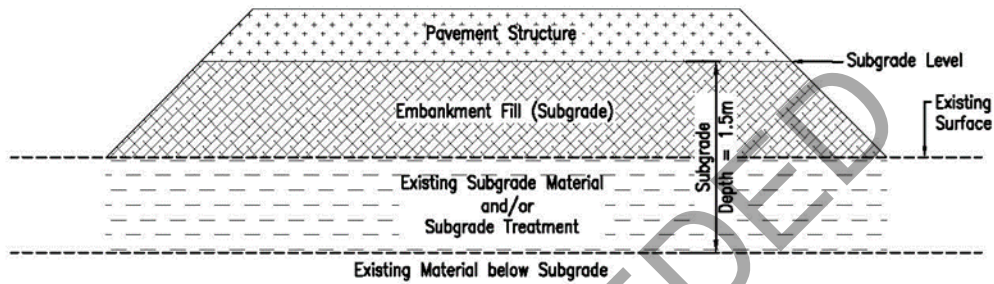 Pavement Structure
Subgrade Level
Embankment Fill (Subgrade)
Subgrade
Depth = 1.5m
Existing
Surface
Existing Subgrade Material
and/or
Subgrade Treatment
Existing Material below Subgrade